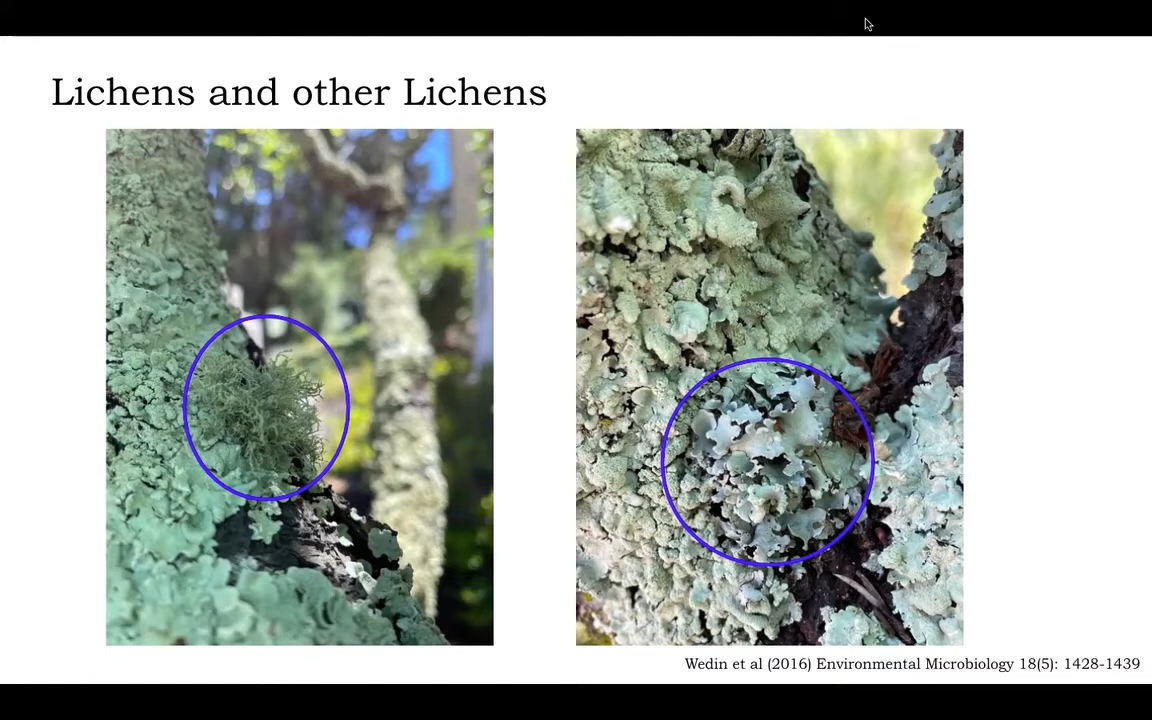 Lichens and other Lichens
Wedin et al (2016) Environmental Microbiology 18(5): 1428-1439